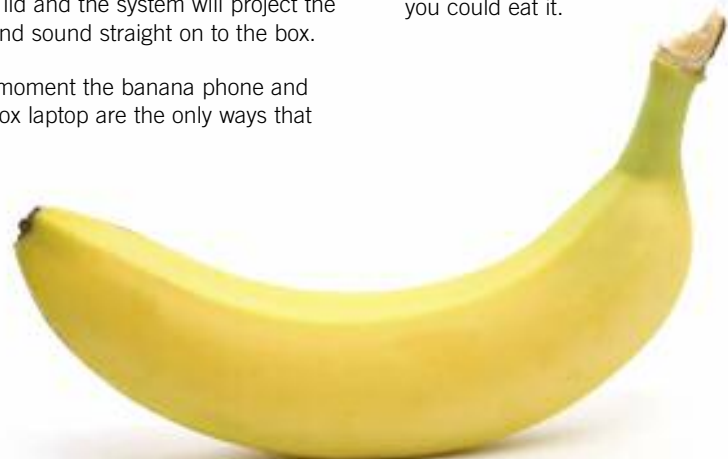 lid and the system will project the
nd sound straight on to the box.
moment the banana phone and
ox laptop are the only ways that
you could eat it.